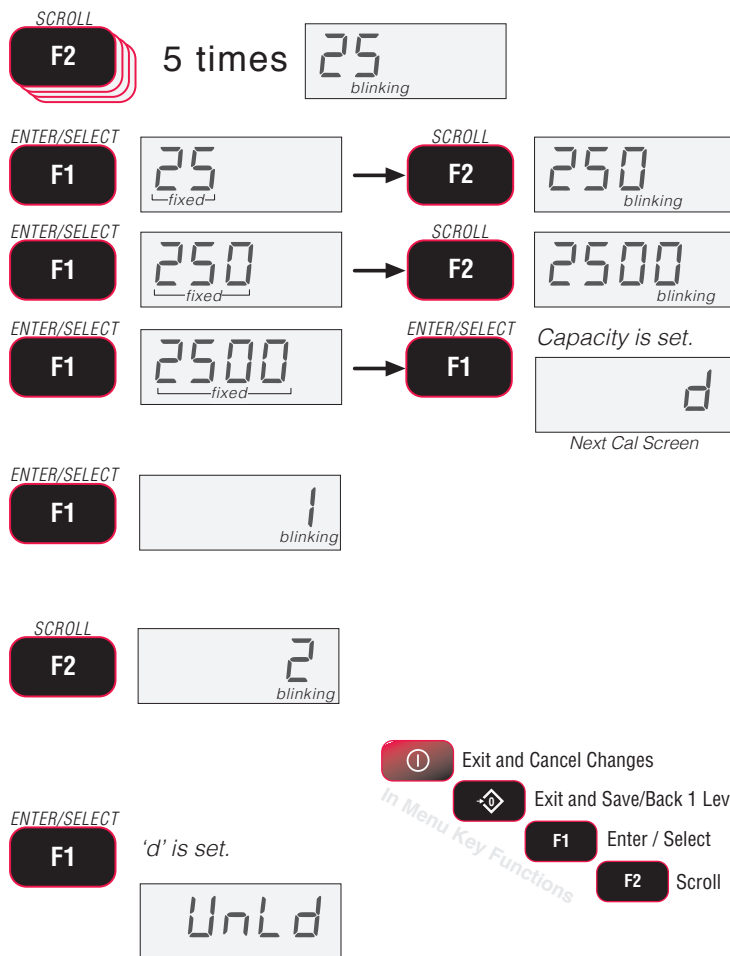 SCROLL
F2 5 times 25
blinking
ENTER/SELECT SCROLL
F1 25 F2 250
fixed blinking
ENTER/SELECT SCROLL
F1 250 F2 2500
fixed blinking
ENTER/SELECT ENTER/SELECT Capacity is set.
F1 2500 F1 d
fixed
Next Cal Screen
ENTER/SELECT
F1 1
blinking
SCROLL
F2 2
blinking
Exit and Cancel Changes
0 Exit and Save/Back 1 Lev
F1 Enter / Select
F2 Scroll
In Menu Key Functions
ENTER/SELECT
F1 'd' is set.
UnLd